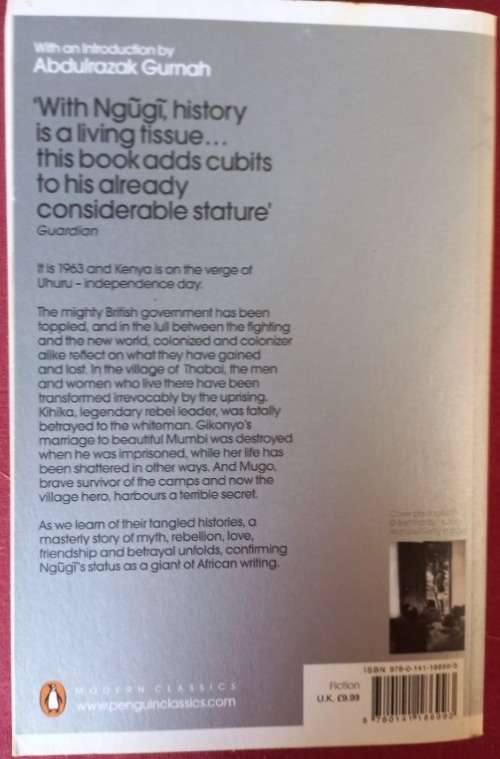 With an Introduction by
Abdulrazak Gurnah
'With Ngũgĩ, history
is a living tissue...
this book adds cubits
to his already
considerable stature'
Guardian
It is 1963 and Kenya is on the verge of
Uhuru – independence day.
The mighty British government has been
toppled, and in the lull between the fighting
and the new world, colonized and colonizer
alike reflect on what they have gained
and lost. In the village of Thabai, the men
and women who live there have been
transformed irrevocably by the uprising.
Kihika, legendary rebel leader, was fatally
betrayed to the whiteman. Gikonyo's
marriage to beautiful Mumbi was destroyed
when he was imprisoned, while her life has
been shattered in other ways. And Mugo,
brave survivor of the camps and now the
village hero, harbours a terrible secret.
As we learn of their tangled histories, a
masterly story of myth, rebellion, love,
friendship and betrayal unfolds, confirming
Ngũgĩ's status as a giant of African writing.
MODERN CLASSICS
www.penguinclassics.com
Fiction
U.K. £9.99
ISBN 978-0-141-18699-3